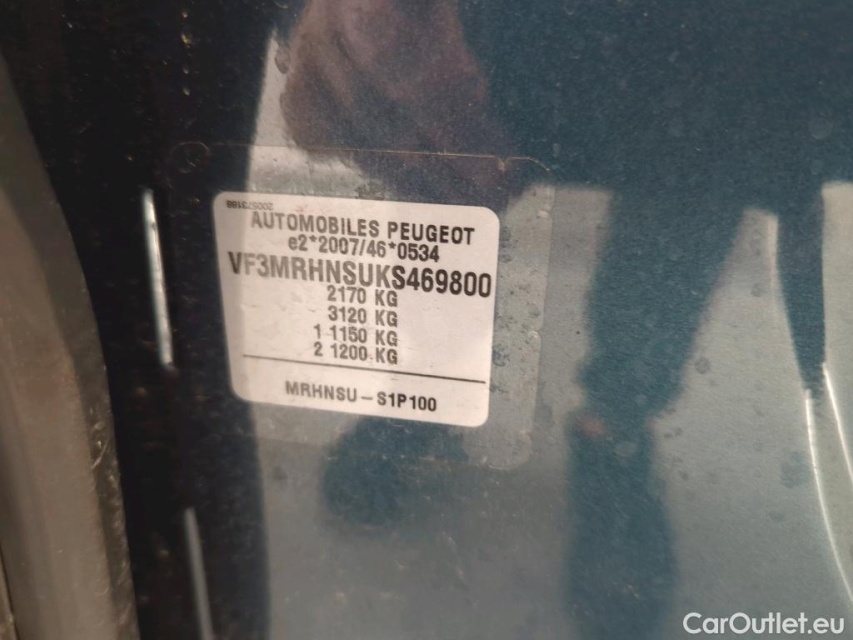 20057318B
AUTOMOBILES PEUGEOT
e2*2007/46*0534
VF3MRHNSUKS469800
2170 KG
3120 KG
1 1150 KG
2 1200 KG
MRHNSU – S1P100
CarOutlet.eu